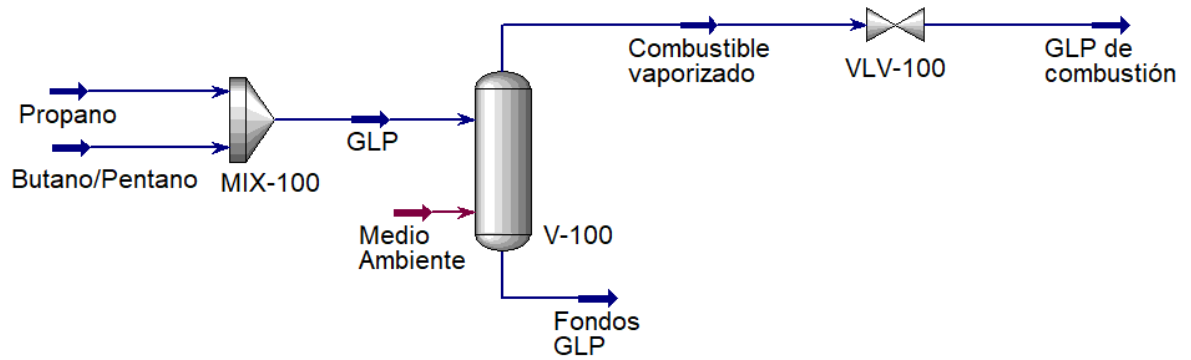 Propano
Butano/Pentano
MIX-100
GLP
Medio
Ambiente
V-100
Fondos
GLP
Combustible
vaporizado
VLV-100
GLP de
combustión